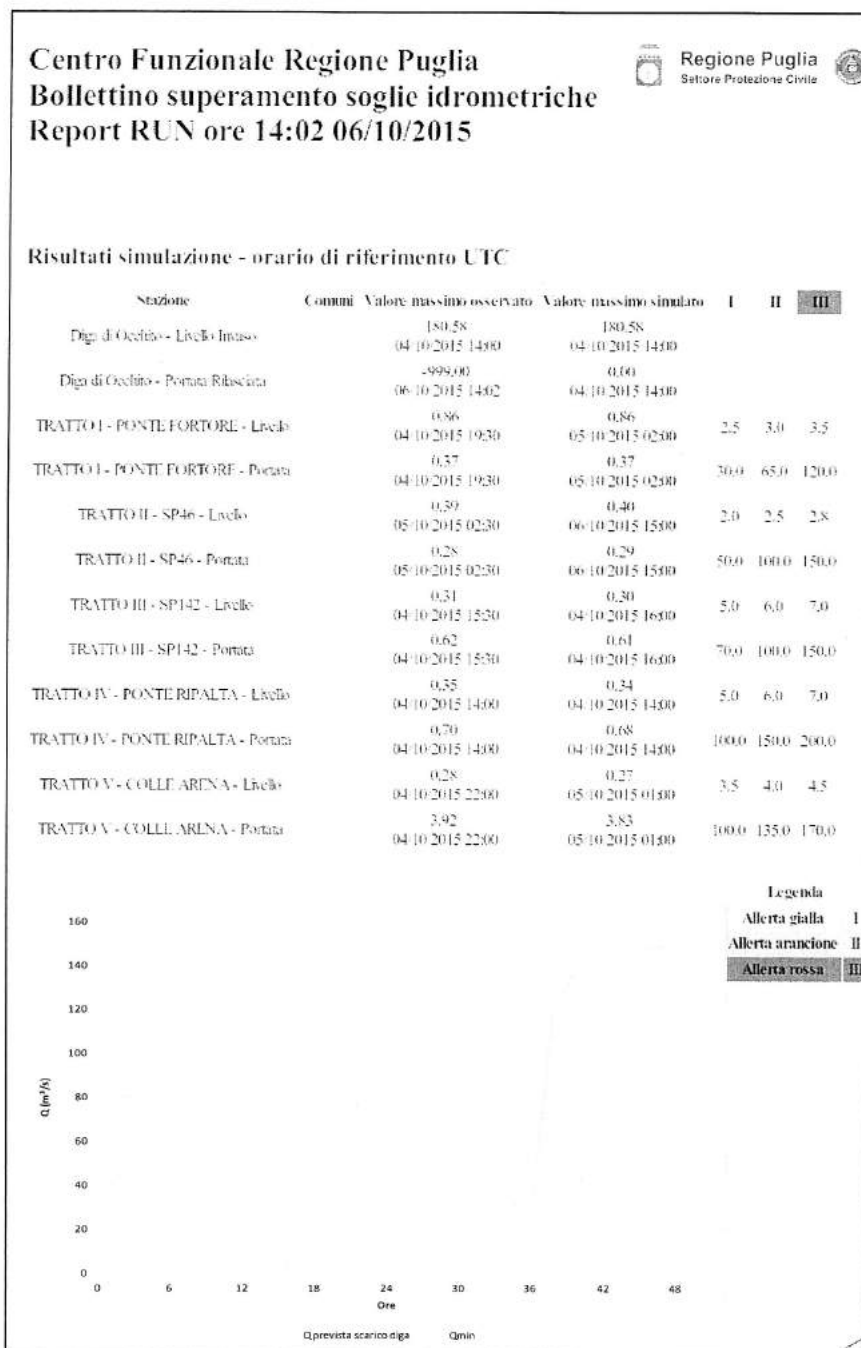 Centro Funzionale Regione Puglia
Bollettino superamento soglie idrometriche
Report RUN ore 14:02 06/10/2015
Regione Puglia
Settore Protezione Civile
Risultati simulazione - orario di riferimento UTC
Stazione Comuni Valore massimo osservato Valore massimo simulato I II III
Diga di Occhito - Livello Invaso 180,58 180,58
04/10/2015 14:00 04/10/2015 14:00
Diga di Occhito - Portata Rilasciata -999,00 0,00
06/10/2015 14:02 04/10/2015 14:00
TRATTO I - PONTE FORTORE - Livello 0,86 0,86 2,5 3,0 3,5
04/10/2015 19:30 05/10/2015 02:00
TRATTO I - PONTE FORTORE - Portata 0,37 0,37 30,0 65,0 120,0
04/10/2015 19:30 05/10/2015 02:00
TRATTO II - SP46 - Livello 0,39 0,40 2,0 2,5 2,8
05/10/2015 02:30 06/10/2015 15:00
TRATTO II - SP46 - Portata 0,28 0,29 50,0 100,0 150,0
05/10/2015 02:30 06/10/2015 15:00
TRATTO III - SP142 - Livello 0,31 0,30 5,0 6,0 7,0
04/10/2015 15:30 04/10/2015 16:00
TRATTO III - SP142 - Portata 0,62 0,61 70,0 100,0 150,0
04/10/2015 15:30 04/10/2015 16:00
TRATTO IV - PONTE RIPALTA - Livello 0,35 0,34 5,0 6,0 7,0
04/10/2015 14:00 04/10/2015 14:00
TRATTO IV - PONTE RIPALTA - Portata 0,70 0,68 100,0 150,0 200,0
04/10/2015 14:00 04/10/2015 14:00
TRATTO V - COLLE ARENA - Livello 0,28 0,27 3,5 4,0 4,5
04/10/2015 22:00 05/10/2015 01:00
TRATTO V - COLLE ARENA - Portata 3,92 3,83 100,0 135,0 170,0
04/10/2015 22:00 05/10/2015 01:00
Legenda
Allerta gialla I
Allerta arancione II
Allerta rossa III
160
140
120
100
80
60
40
20
0
Q (m³/s)
0 6 12 18 24 30 36 42 48
Ore
Q prevista scarico diga Qmin